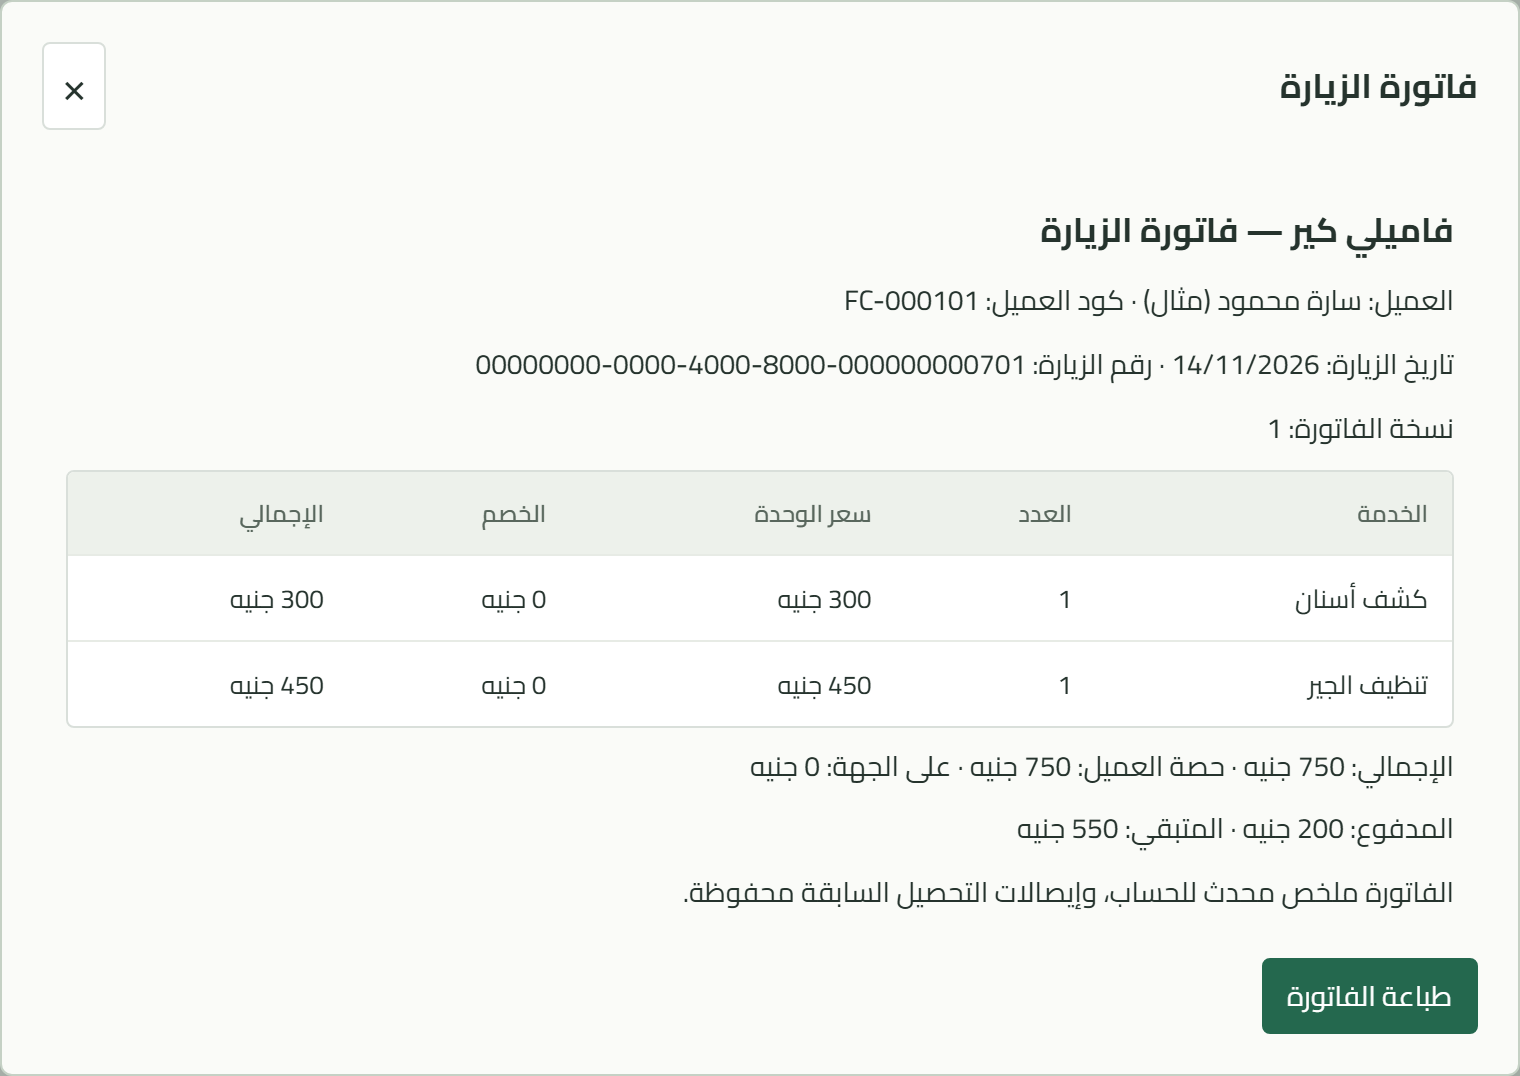 فاتورة الزيارة
×
فاميلي كير — فاتورة الزيارة
العميل: سارة محمود (مثال) · كود العميل: FC-000101
تاريخ الزيارة: 14/11/2026 · رقم الزيارة: 00000000-0000-4000-8000-000000000701
نسخة الفاتورة: 1
الخدمة العدد سعر الوحدة الخصم الإجمالي
كشف أسنان 1 300 جنيه 0 جنيه 300 جنيه
تنظيف الجير 1 450 جنيه 0 جنيه 450 جنيه
الإجمالي: 750 جنيه · حصة العميل: 750 جنيه · على الجهة: 0 جنيه
المدفوع: 200 جنيه · المتبقي: 550 جنيه
الفاتورة ملخص محدث للحساب، وإيصالات التحصيل السابقة محفوظة.
طباعة الفاتورة